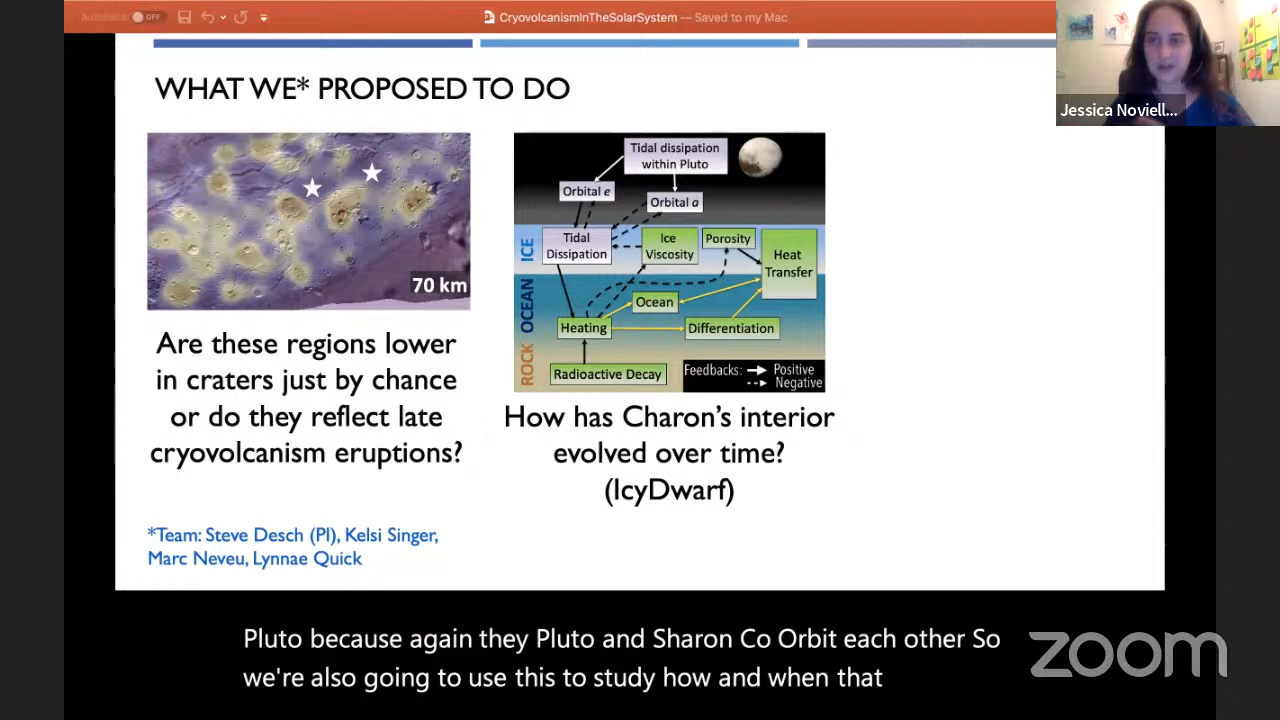 AutoSave OFF
CryovolcanismInTheSolarSystem — Saved to my Mac
Jessica Noviell...
WHAT WE* PROPOSED TO DO
70 km
Are these regions lower
in craters just by chance
or do they reflect late
cryovolcanism eruptions?
Tidal dissipation
within Pluto
Orbital e
Orbital a
ICE
Tidal
Dissipation
Ice
Viscosity
Porosity
Heat
Transfer
OCEAN
Ocean
Heating
Differentiation
ROCK
Radioactive Decay
Feedbacks: Positive
Negative
How has Charon's interior
evolved over time?
(IcyDwarf)
*Team: Steve Desch (PI), Kelsi Singer,
Marc Neveu, Lynnae Quick
Pluto because again they Pluto and Sharon Co Orbit each other So
we're also going to use this to study how and when that
zoom